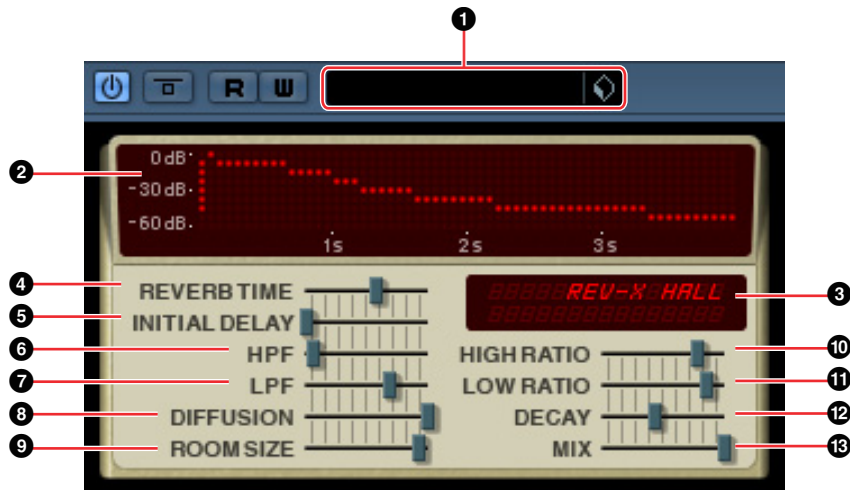 1
R W
2
0 dB
-30 dB
-60 dB
1s 2s 3s
4 REVERB TIME
5 INITIAL DELAY
6 HPF
7 LPF
8 DIFFUSION
9 ROOM SIZE
REV-X HALL 3
HIGH RATIO 10
LOW RATIO 11
DECAY 12
MIX 13